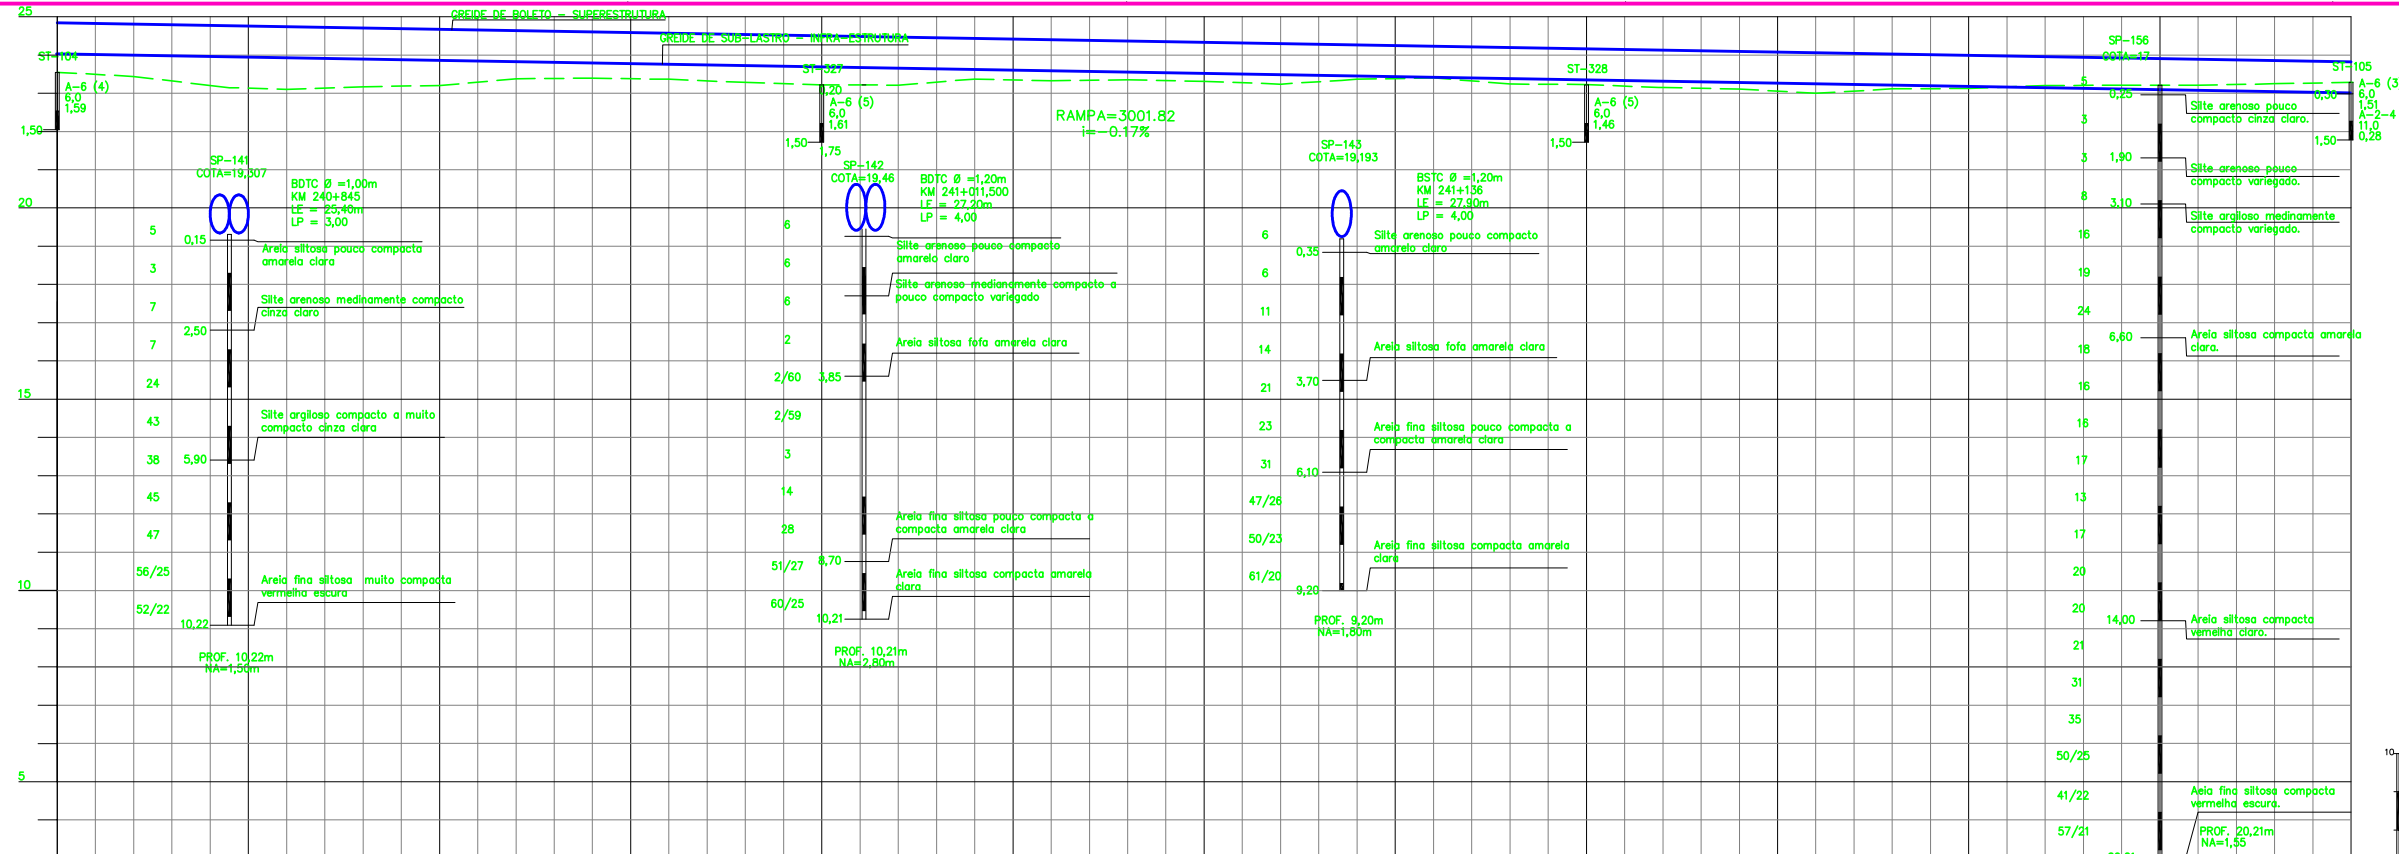 25
GREIDE DE BOLETO - SUPERESTRUTURA
GREIDE DE SUB-LASTRO - INFRA-ESTRUTURA
ST-104
A-6 (4)
6,0
1,59
1,50
ST-327
0,20
A-6 (5)
6,0
1,61
1,50
1,75
RAMPA=3001.82
i=-0.17%
ST-328
A-6 (5)
6,0
1,46
1,50
SP-156
COTA=17
ST-105
A-6 (3
6,0
1,51
A-2-4
11,0
0,28
0,30
1,50
SP-141
COTA=19,307
BDTC Ø =1,00m
KM 240+845
LE = 25,40m
LP = 3,00
20
5
3
7
7
24
43
38
45
47
56/25
52/22
0,15
Areia siltosa pouco compacta
amarela clara
Silte arenoso medinamente compacto
cinza claro
2,50
15
Silte argiloso compacto a muito
compacto cinza clara
5,90
10
Areia fina siltosa muito compacta
vermelha escura
10,22
PROF. 10,22m
NA=1,50m
5
SP-142
COTA=19,46
BDTC Ø =1,20m
KM 241+011,500
LE = 27,20m
LP = 4,00
6
6
6
2
2/60
2/59
3
14
28
51/27
60/25
Silte arenoso pouco compacta
amarelo claro
Silte arenoso medianamente compacto a
pouco compacto variegado
Areia siltosa fofa amarela clara
3,85
Areia fina siltosa pouco compacta a
compacta amarela clara
8,70
Areia fina siltosa compacta amarela
clara
10,21
PROF. 10,21m
NA=2,80m
SP-143
COTA=19,193
BSTC Ø =1,20m
KM 241+136
LE = 27,90m
LP = 4,00
6
6
11
14
21
23
31
47/26
50/23
61/20
Silte arenoso pouco compacto
amarelo claro
0,35
Areia siltosa fofa amarela clara
3,70
Areia fina siltosa pouco compacta a
compacta amarela clara
6,10
Areia fina siltosa compacta amarela
clara
9,20
PROF. 9,20m
NA=1,80m
5
3
3
8
16
19
24
18
16
16
17
13
17
20
20
21
31
35
50/25
41/22
57/21
0,25
Silte arenoso pouco
compacto cinza claro.
1,90
Silte arenoso pouco
compacto variegado.
3,10
Silte argiloso medinamente
compacto variegado.
6,60
Areia siltosa compacta amarela
clara.
14,00
Areia siltosa compacta
vemelha claro.
Aeia fina siltosa compacta
vermelha escura.
PROF. 20,21m
NA=1,55
10